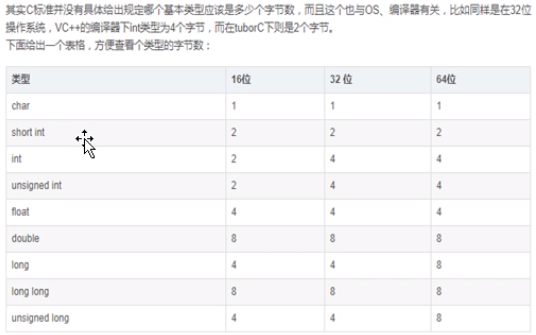 其实C标准并没有具体给出规定哪个基本类型应该是多少个字节数，而且这个也与OS、编译器有关，比如同样是在32位
操作系统，VC++的编译器下int类型为4个字节，而在tuborC下则是2个字节。
下面给出一个表格，方便查看个类型的字节数：
类型 16位 32 位 64位
char 1 1 1
short int 2 2 2
int 2 4 4
unsigned int 2 4 4
float 4 4 4
double 8 8 8
long 4 4 8
long long 8 8 8
unsigned long 4 4 8